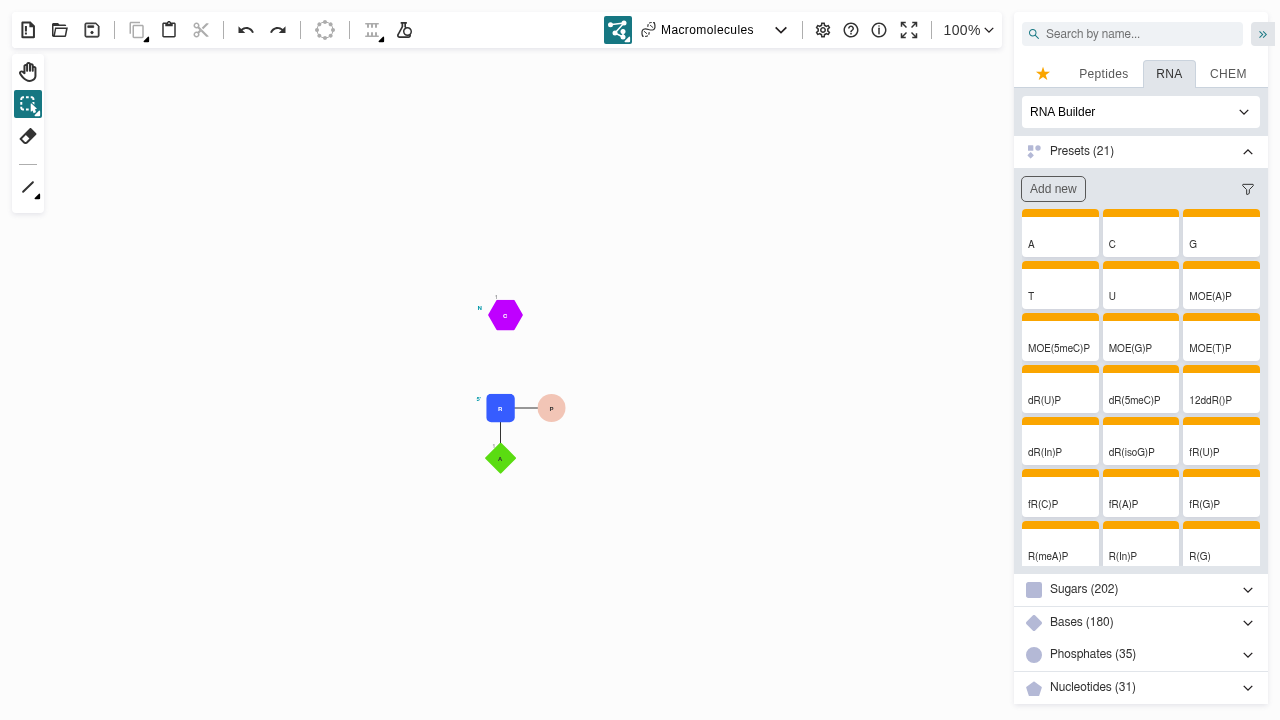 Macromolecules
100%
Search by name...
Peptides
RNA
CHEM
RNA Builder
Presets (21)
Add new
A
C
G
T
U
MOE(A)P
MOE(5meC)P
MOE(G)P
MOE(T)P
dR(U)P
dR(5meC)P
12ddR()P
dR(In)P
dR(isoG)P
fR(U)P
fR(C)P
fR(A)P
fR(G)P
R(meA)P
R(In)P
R(G)
Sugars (202)
Bases (180)
Phosphates (35)
Nucleotides (31)
1
N
5'
R
P
A